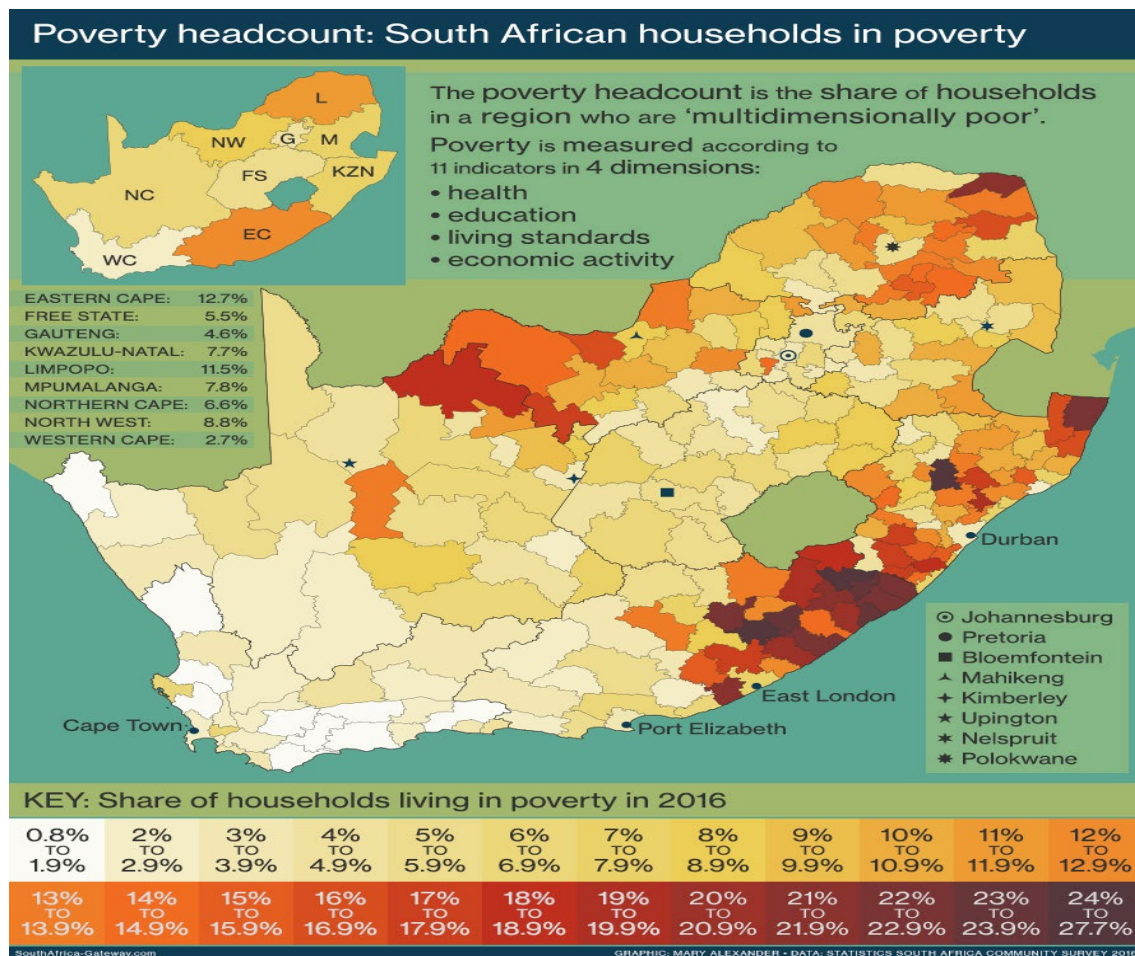 Poverty headcount: South African households in poverty
L
NW
G
M
NC
FS
KZN
EC
WC
The poverty headcount is the share of households
in a region who are ‘multidimensionally poor’.
Poverty is measured according to
11 indicators in 4 dimensions:
• health
• education
• living standards
• economic activity
EASTERN CAPE: 12.7%
FREE STATE: 5.5%
GAUTENG: 4.6%
KWAZULU-NATAL: 7.7%
LIMPOPO: 11.5%
MPUMALANGA: 7.8%
NORTHERN CAPE: 6.6%
NORTH WEST: 8.8%
WESTERN CAPE: 2.7%
Durban
East London
Port Elizabeth
Cape Town
Johannesburg
Pretoria
Bloemfontein
Mahikeng
Kimberley
Upington
Nelspruit
Polokwane
KEY: Share of households living in poverty in 2016
0.8% TO 1.9%
2% TO 2.9%
3% TO 3.9%
4% TO 4.9%
5% TO 5.9%
6% TO 6.9%
7% TO 7.9%
8% TO 8.9%
9% TO 9.9%
10% TO 10.9%
11% TO 11.9%
12% TO 12.9%
13% TO 13.9%
14% TO 14.9%
15% TO 15.9%
16% TO 16.9%
17% TO 17.9%
18% TO 18.9%
19% TO 19.9%
20% TO 20.9%
21% TO 21.9%
22% TO 22.9%
23% TO 23.9%
24% TO 27.7%
SouthAfrica-Gateway.com
GRAPHIC: MARY ALEXANDER • DATA: STATISTICS SOUTH AFRICA COMMUNITY SURVEY 2016